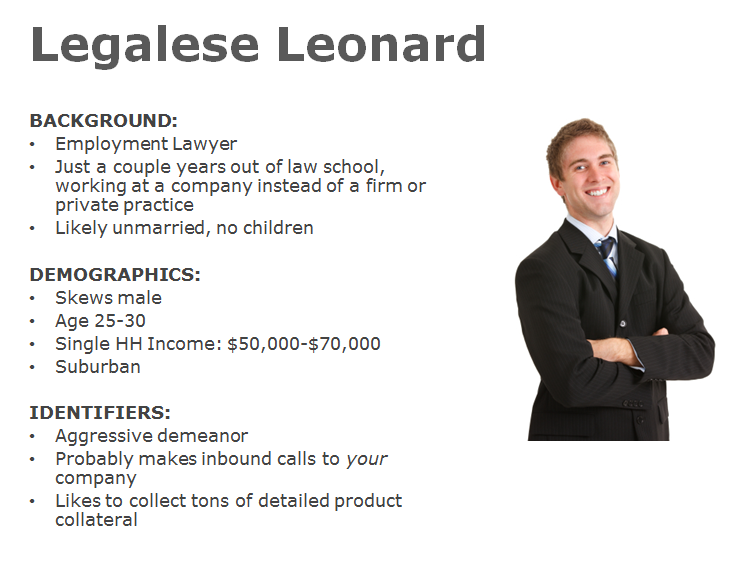 Legalese Leonard
BACKGROUND:
• Employment Lawyer
• Just a couple years out of law school,
working at a company instead of a firm or
private practice
• Likely unmarried, no children
DEMOGRAPHICS:
• Skews male
• Age 25-30
• Single HH Income: $50,000-$70,000
• Suburban
IDENTIFIERS:
• Aggressive demeanor
• Probably makes inbound calls to your
company
• Likes to collect tons of detailed product
collateral